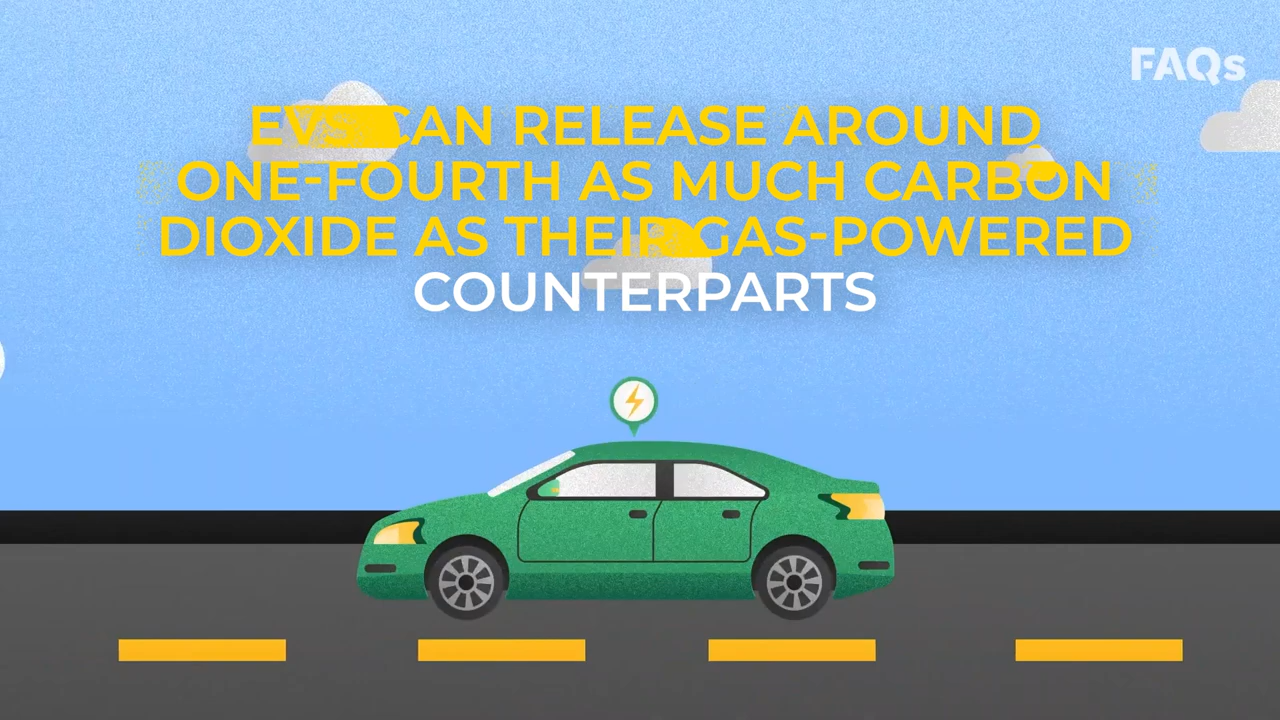 FAQs
EVS CAN RELEASE AROUND
ONE-FOURTH AS MUCH CARBON
DIOXIDE AS THEIR GAS-POWERED
COUNTERPARTS